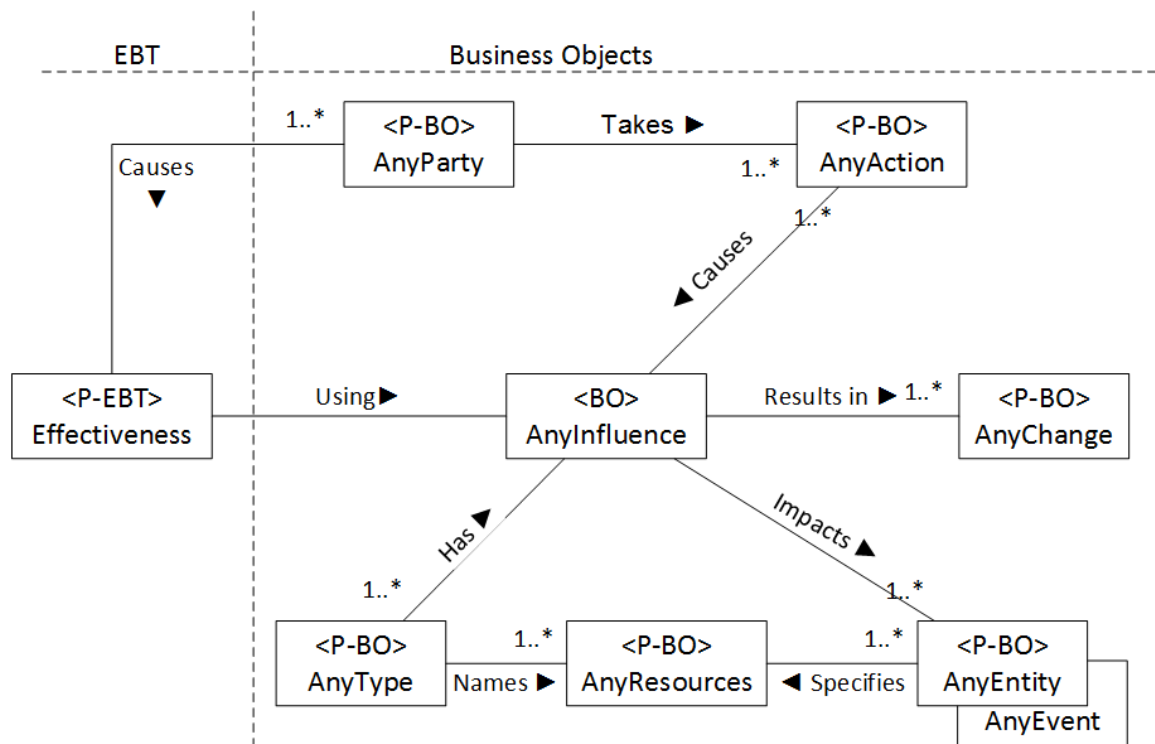 EBT
Business Objects
1..*
<P-BO>
AnyParty
Takes ►
<P-BO>
AnyAction
1..*
Causes
▼
1..*
◄ Causes
<P-EBT>
Effectiveness
Using►
<BO>
AnyInfluence
Results in ►
1..*
<P-BO>
AnyChange
Has ►
Impacts ►
1..*
1..*
<P-BO>
AnyType
1..*
Names ►
<P-BO>
AnyResources
1..*
◄ Specifies
<P-BO>
AnyEntity
AnyEvent